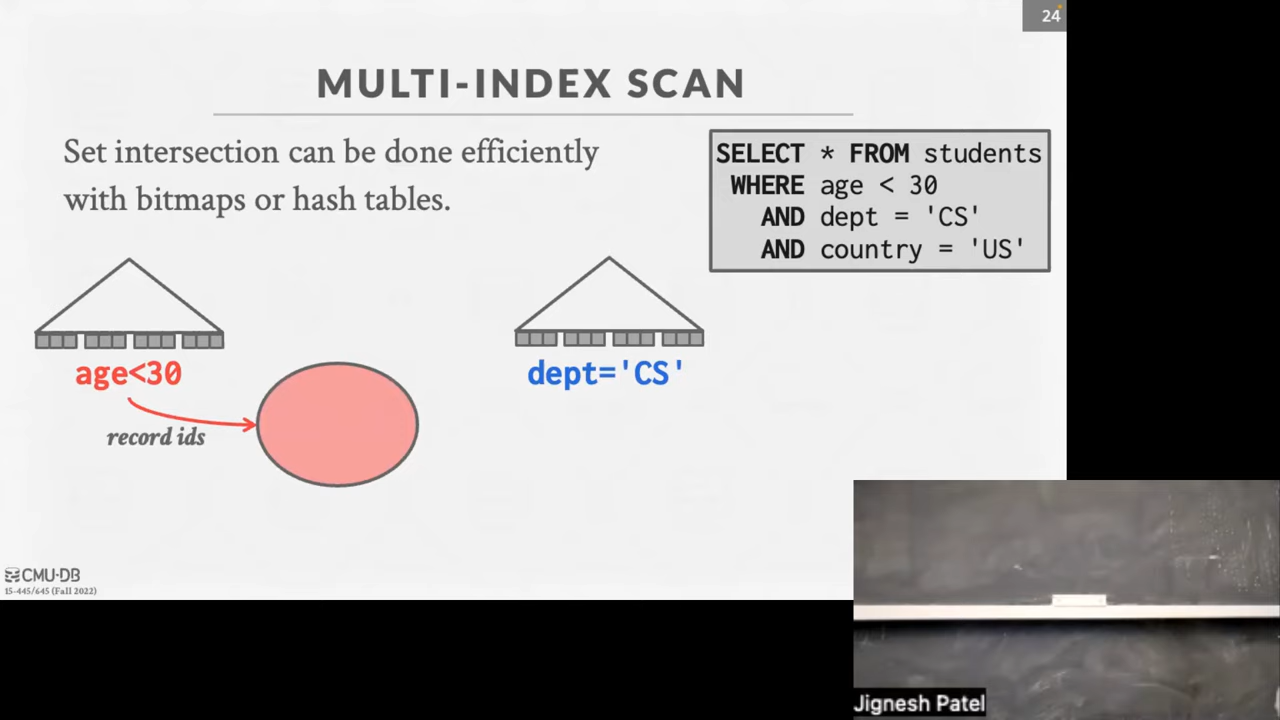 24
MULTI-INDEX SCAN
Set intersection can be done efficiently
with bitmaps or hash tables.
SELECT * FROM students
WHERE age < 30
AND dept = 'CS'
AND country = 'US'
age<30
dept='CS'
record ids
CMU·DB
15-445/645 (Fall 2022)
Jignesh Patel